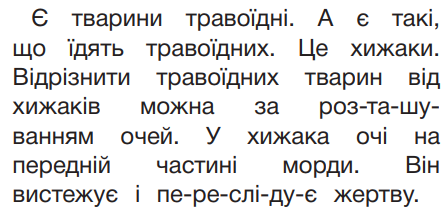 Є тварини травоїдні. А є такі,
що їдять травоїдних. Це хижаки.
Відрізнити травоїдних тварин від
хижаків можна за роз-та-шу-
ванням очей. У хижака очі на
передній частині морди. Він
вистежує і пе-ре-слі-ду-є жертву.